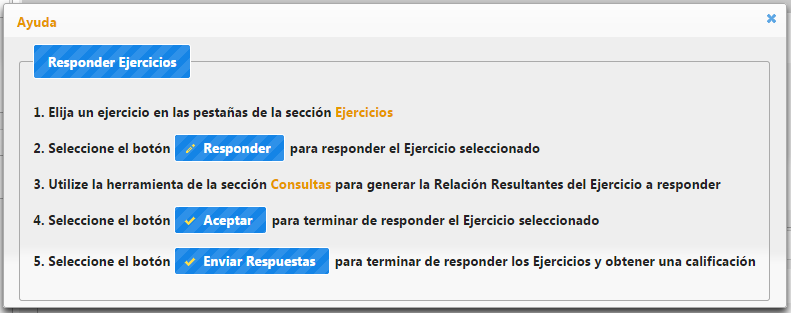 Ayuda
Responder Ejercicios
1. Elija un ejercicio en las pestañas de la sección Ejercicios
2. Seleccione el botón Responder para responder el Ejercicio seleccionado
3. Utilize la herramienta de la sección Consultas para generar la Relación Resultantes del Ejercicio a responder
4. Seleccione el botón Aceptar para terminar de responder el Ejercicio seleccionado
5. Seleccione el botón Enviar Respuestas para terminar de responder los Ejercicios y obtener una calificación